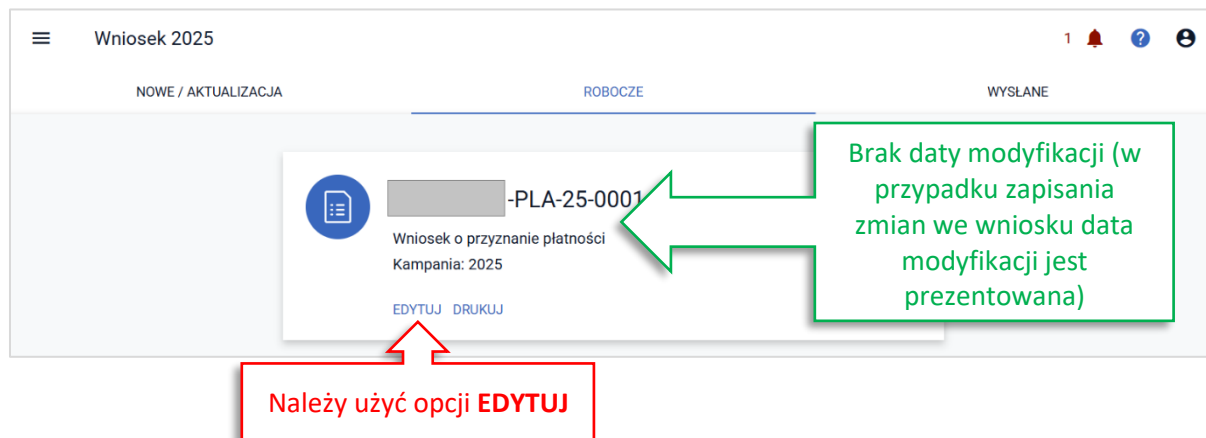 Wniosek 2025
1
NOWE / AKTUALIZACJA
ROBOCZE
WYSŁANE
-PLA-25-0001
Wniosek o przyznanie płatności
Kampania: 2025
EDYTUJ DRUKUJ
Brak daty modyfikacji (w
przypadku zapisania
zmian we wniosku data
modyfikacji jest
prezentowana)
Należy użyć opcji EDYTUJ